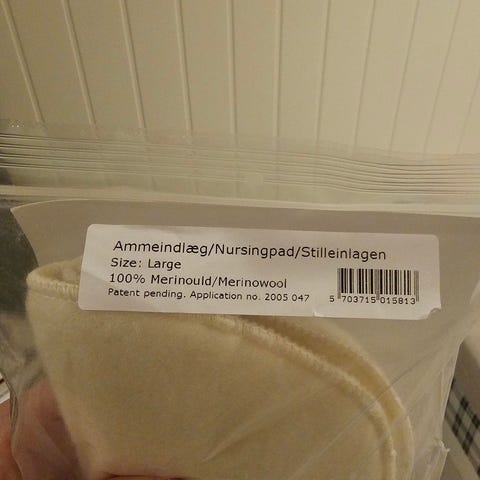 Ammeindlæg/Nursingpad/Stilleinlagen
Size: Large
100% Merinould/Merinowool
Patent pending. Application no. 2005 047
5 703715 015813